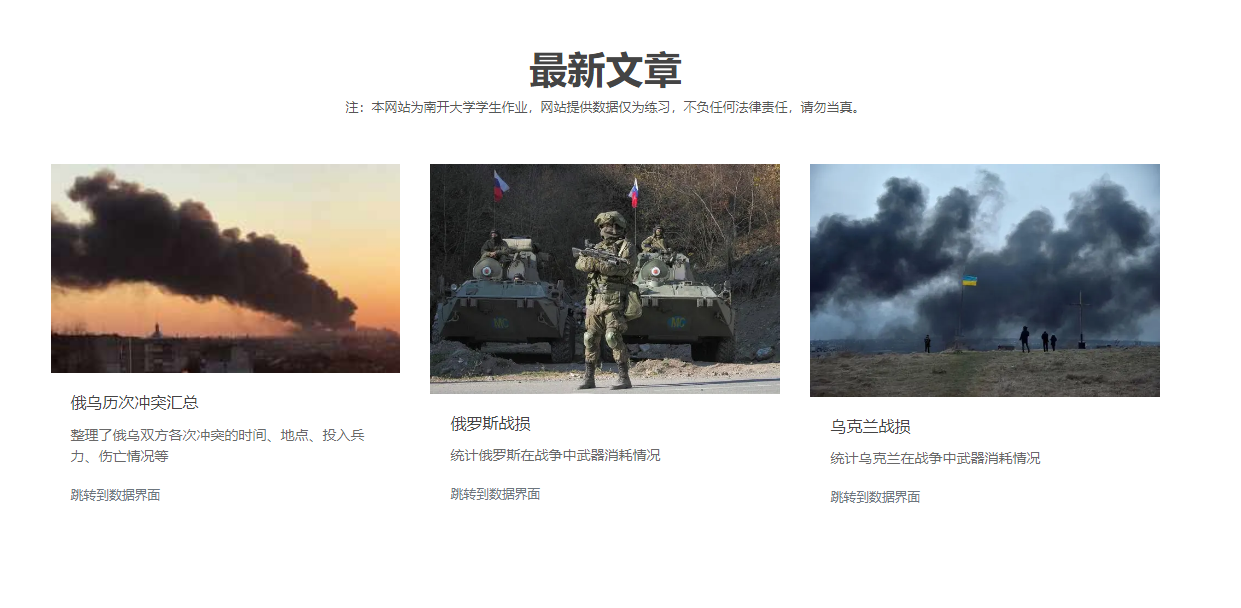 最新文章
注：本网站为南开大学学生作业，网站提供数据仅为练习，不负任何法律责任，请勿当真。
МС
МС
俄乌历次冲突汇总
整理了俄乌双方各次冲突的时间、地点、投入兵
力、伤亡情况等
跳转到数据界面
俄罗斯战损
统计俄罗斯在战争中武器消耗情况
跳转到数据界面
乌克兰战损
统计乌克兰在战争中武器消耗情况
跳转到数据界面